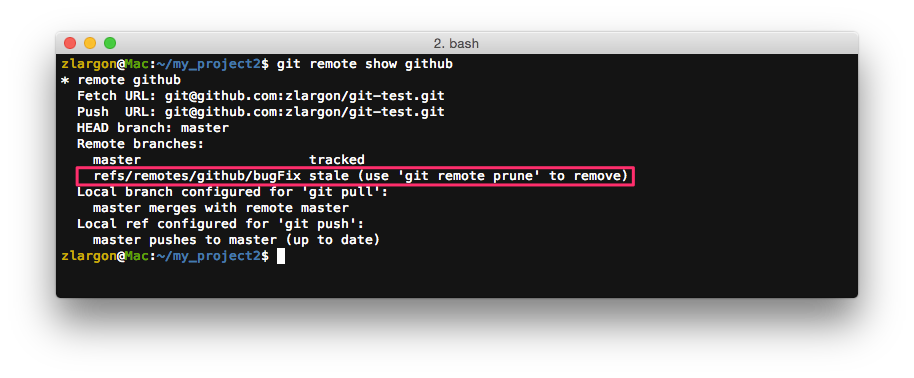 2. bash
zlargon@Mac:~/my_project2$ git remote show github
* remote github
  Fetch URL: git@github.com:zlargon/git-test.git
  Push  URL: git@github.com:zlargon/git-test.git
  HEAD branch: master
  Remote branches:
    master                     tracked
    refs/remotes/github/bugFix stale (use 'git remote prune' to remove)
  Local branch configured for 'git pull':
    master merges with remote master
  Local ref configured for 'git push':
    master pushes to master (up to date)
zlargon@Mac:~/my_project2$